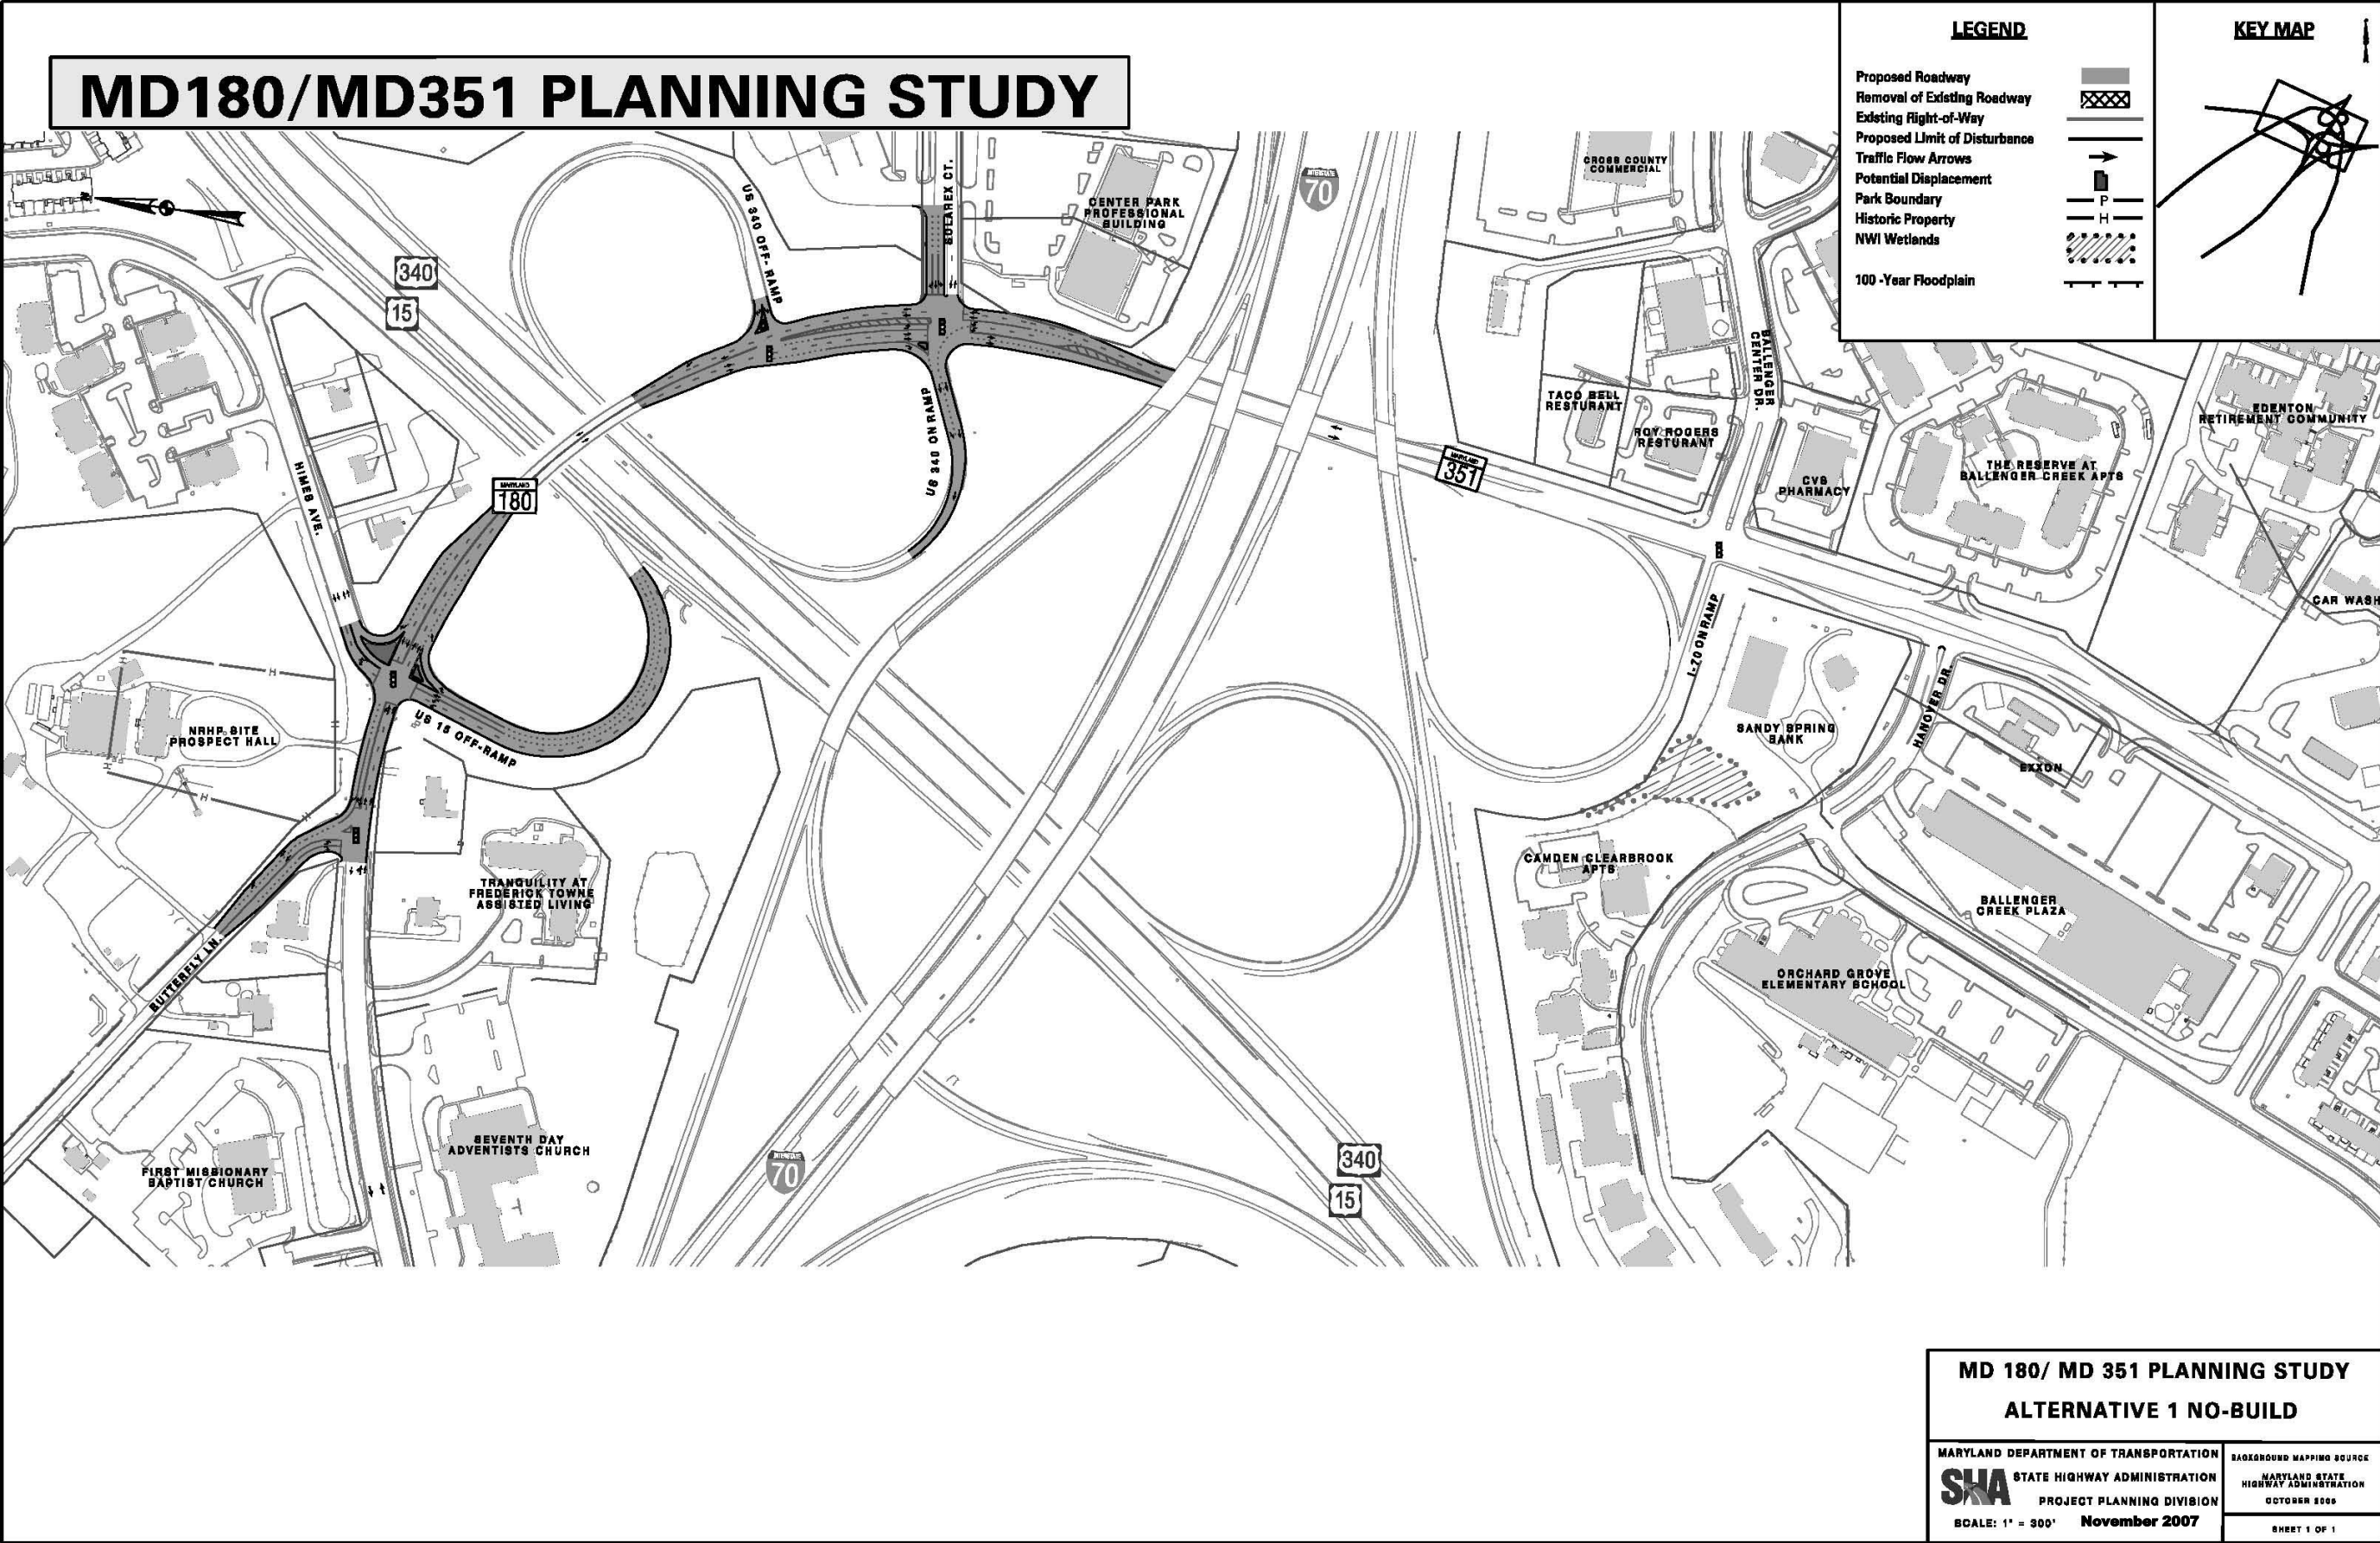 MD180/MD351 PLANNING STUDY
LEGEND
Proposed Roadway
Removal of Existing Roadway
Existing Right-of-Way
Proposed Limit of Disturbance
Traffic Flow Arrows
Potential Displacement
Park Boundary
P
Historic Property
H
NWI Wetlands
100 -Year Floodplain
KEY MAP
US 340 OFF-RAMP
SOLAREX CT.
CENTER PARK
PROFESSIONAL
BUILDING
INTERSTATE
70
CROSS COUNTY
COMMERCIAL
340
15
BALLENGER
CENTER DR.
TACO BELL
RESTURANT
ROY ROGERS
RESTURANT
CVS
PHARMACY
THE RESERVE AT
BALLENGER CREEK APTS
EDENTON
RETIREMENT COMMUNITY
CAR WASH
US 340 ON RAMP
MARYLAND
351
MARYLAND
180
HIMES AVE.
I-70 ON RAMP
HANOVER DR.
H
H
H
H
H
H
NRHP SITE
PROSPECT HALL
US 15 OFF-RAMP
SANDY SPRING
BANK
EXXON
TRANQUILITY AT
FREDERICK TOWNE
ASSISTED LIVING
CAMDEN CLEARBROOK
APTS
BALLENGER
CREEK PLAZA
BUTTERFLY LN.
ORCHARD GROVE
ELEMENTARY SCHOOL
SEVENTH DAY
ADVENTISTS CHURCH
FIRST MISSIONARY
BAPTIST CHURCH
INTERSTATE
70
340
15
MD 180/ MD 351 PLANNING STUDY
ALTERNATIVE 1 NO-BUILD
MARYLAND DEPARTMENT OF TRANSPORTATION
SHA STATE HIGHWAY ADMINISTRATION
PROJECT PLANNING DIVISION
SCALE: 1" = 300' November 2007
BACKGROUND MAPPING SOURCE
MARYLAND STATE
HIGHWAY ADMINSTRATION
OCTOBER
SHEET 1 OF 1